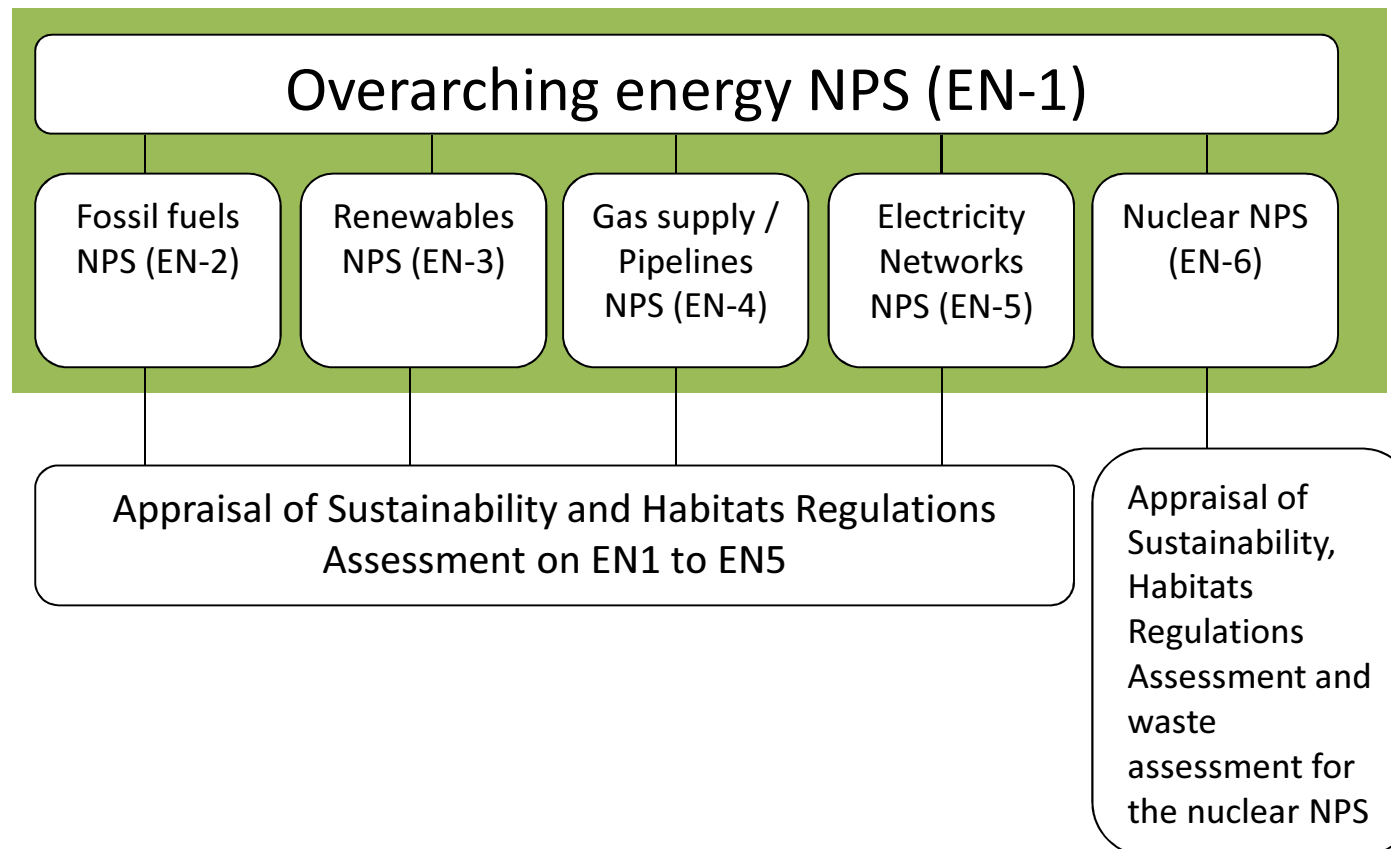 Overarching energy NPS (EN-1)
Fossil fuels
NPS (EN-2)
Renewables
NPS (EN-3)
Gas supply /
Pipelines
NPS (EN-4)
Electricity
Networks
NPS (EN-5)
Nuclear NPS
(EN-6)
Appraisal of Sustainability and Habitats Regulations
Assessment on EN1 to EN5
Appraisal of
Sustainability,
Habitats
Regulations
Assessment and
waste
assessment for
the nuclear NPS